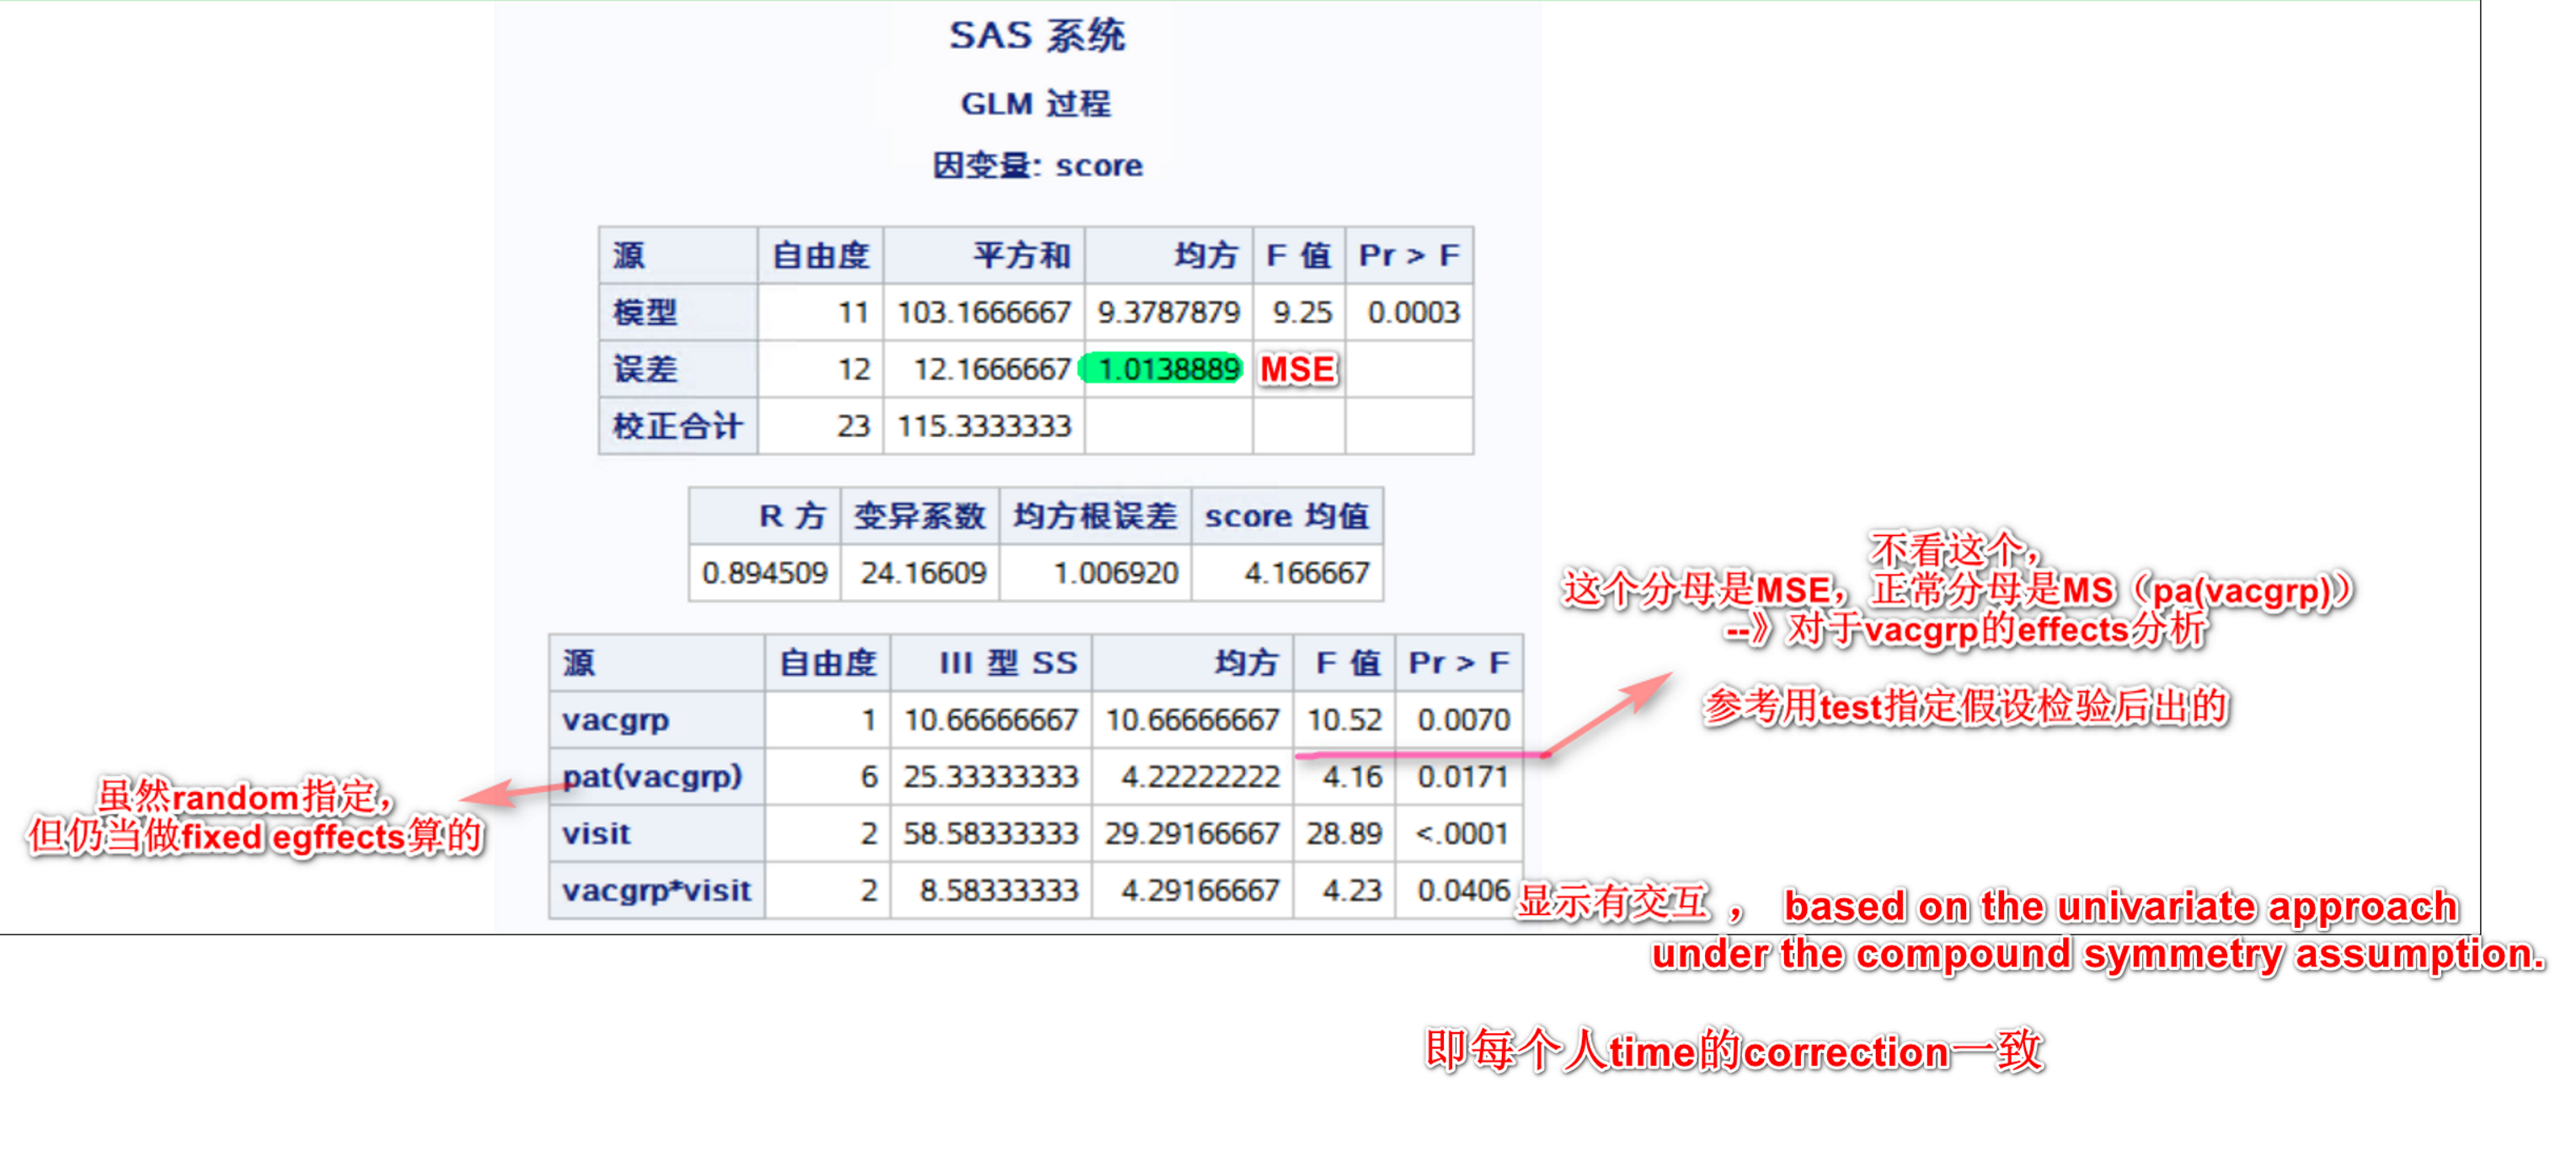 SAS 系统
GLM 过程
因变量: score
源 自由度 平方和 均方 F 值 Pr > F
模型 11 103.1666667 9.3787879 9.25 0.0003
误差 12 12.1666667 1.0138889 MSE
校正合计 23 115.3333333
R 方 变异系数 均方根误差 score 均值
0.894509 24.16609 1.006920 4.166667
不看这个，
这个分母是MSE，正常分母是MS（pa(vacgrp)）
--》对于vacgrp的effects分析
参考用test指定假设检验后出的
源 自由度 III 型 SS 均方 F 值 Pr > F
vacgrp 1 10.66666667 10.66666667 10.52 0.0070
pat(vacgrp) 6 25.33333333 4.22222222 4.16 0.0171
visit 2 58.58333333 29.29166667 28.89 <.0001
vacgrp*visit 2 8.58333333 4.29166667 4.23 0.0406
虽然random指定，
但仍当做fixed egffects算的
显示有交互 ， based on the univariate approach
under the compound symmetry assumption.
即每个人time的correction一致